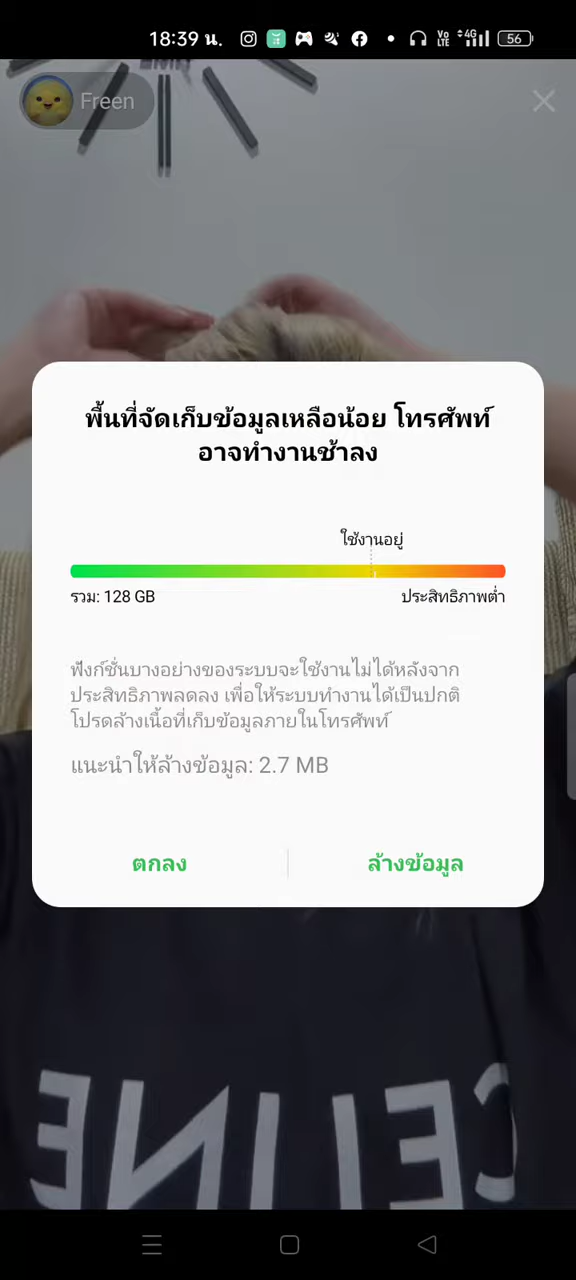 18:39 น. VoLTE 4G 56
Freen
พื้นที่จัดเก็บข้อมูลเหลือน้อย โทรศัพท์
อาจทำงานช้าลง
ใช้งานอยู่
รวม: 128 GB ประสิทธิภาพต่ำ
ฟังก์ชั่นบางอย่างของระบบจะใช้งานไม่ได้หลังจาก
ประสิทธิภาพลดลง เพื่อให้ระบบทำงานได้เป็นปกติ
โปรดล้างเนื้อที่เก็บข้อมูลภายในโทรศัพท์
แนะนำให้ล้างข้อมูล: 2.7 MB
ตกลง ล้างข้อมูล
CELINE